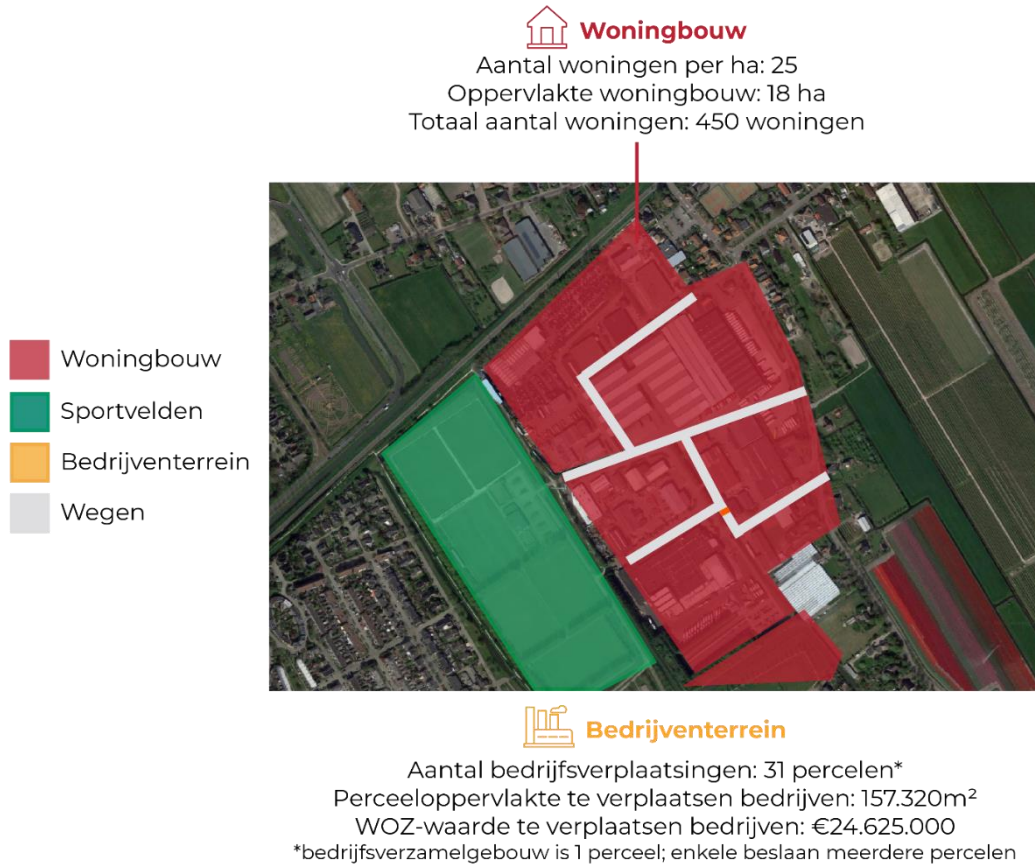 Woningbouw
Aantal woningen per ha: 25
Oppervlakte woningbouw: 18 ha
Totaal aantal woningen: 450 woningen
Woningbouw
Sportvelden
Bedrijventerrein
Wegen
Bedrijventerrein
Aantal bedrijfsverplaatsingen: 31 percelen*
Perceeloppervlakte te verplaatsen bedrijven: 157.320m²
WOZ-waarde te verplaatsen bedrijven: €24.625.000
*bedrijfsverzamelgebouw is 1 perceel; enkele beslaan meerdere percelen